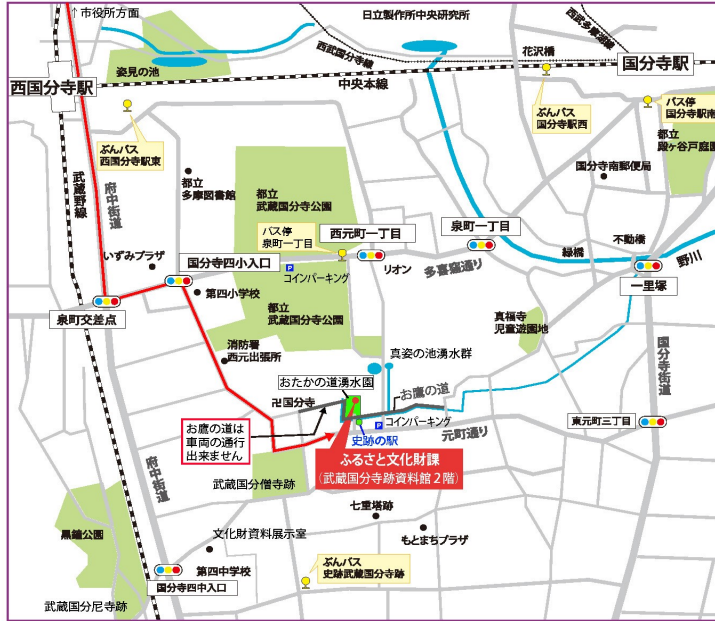 ↑市役所方面
日立製作所中央研究所
西武国分寺線
西武多摩湖線
花沢橋
国分寺駅
姿見の池
西国分寺駅
中央本線
ぶんバス
西国分寺駅東
ぶんバス
国分寺駅西
バス停
国分寺駅南
都立
殿ヶ谷戸庭園
国分寺南郵便局
武蔵野線
府中街道
都立
多摩図書館
都立
武蔵国分寺公園
バス停
泉町一丁目
西元町一丁目
泉町一丁目
不動橋
緑橋
野川
いずみプラザ
国分寺四小入口
コインパーキング
リオン
多喜窪通り
一里塚
第四小学校
泉町交差点
都立
武蔵国分寺公園
真福寺
児童遊園地
国分寺街道
消防署
西元出張所
真姿の池湧水群
おたかの道湧水園
お鷹の道
卍国分寺
コインパーキング
東元町三丁目
お鷹の道は
車両の通行
出来ません
史跡の駅
元町通り
府中街道
ふるさと文化財課
(武蔵国分寺跡資料館2階)
武蔵国分僧寺跡
七重塔跡
黒鐘公園
文化財資料展示室
もとまちプラザ
第四中学校
ぶんバス
史跡武蔵国分寺跡
国分寺四中入口
武蔵国分尼寺跡